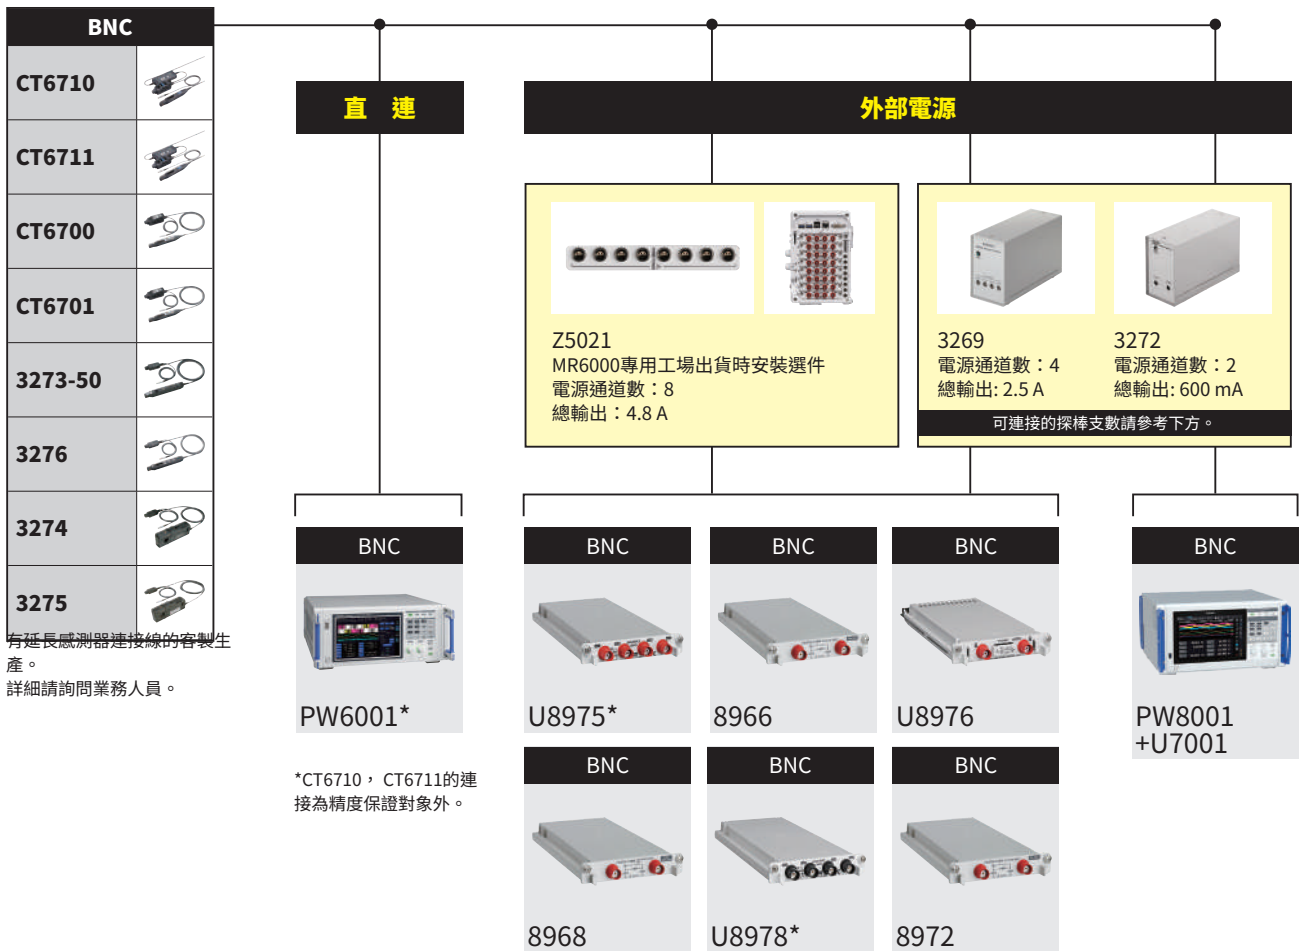 BNC
CT6710
CT6711
CT6700
CT6701
3273-50
3276
3274
3275
有延長感測器連接線的客製生
產。
詳細請詢問業務人員。
直 連
外部電源
Z5021
MR6000專用工場出貨時安裝選件
電源通道數：8
總輸出：4.8 A
3269
電源通道數：4
總輸出: 2.5 A
3272
電源通道數：2
總輸出: 600 mA
可連接的探棒支數請參考下方。
BNC
PW6001*
*CT6710， CT6711的連
接為精度保證對象外。
BNC
U8975*
BNC
8966
BNC
U8976
BNC
PW8001
+U7001
BNC
8968
BNC
U8978*
BNC
8972